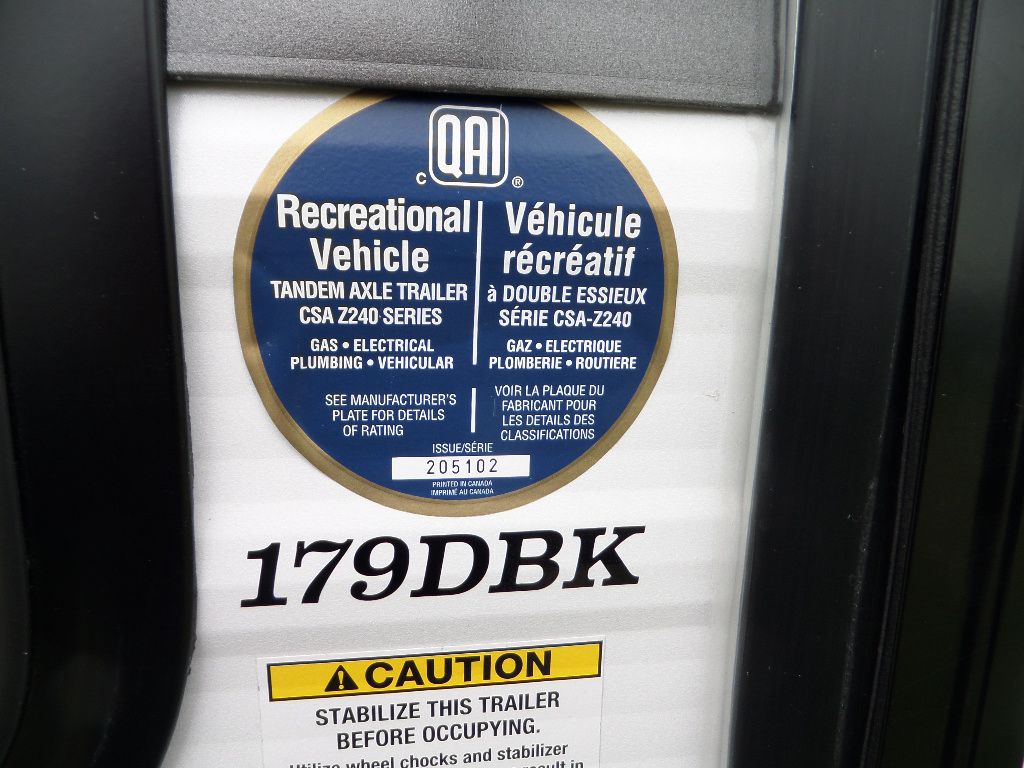 QAI
C ®
Recreational
Vehicle
TANDEM AXLE TRAILER
CSA Z240 SERIES
GAS • ELECTRICAL
PLUMBING • VEHICULAR
SEE MANUFACTURER'S
PLATE FOR DETAILS
OF RATING
Véhicule
récréatif
à DOUBLE ESSIEUX
SÉRIE CSA-Z240
GAZ • ELECTRIQUE
PLOMBERIE • ROUTIERE
VOIR LA PLAQUE DU
FABRICANT POUR
LES DETAILS DES
CLASSIFICATIONS
ISSUE/SÉRIE
205102
PRINTED IN CANADA
IMPRIMÉ AU CANADA
179DBK
CAUTION
STABILIZE THIS TRAILER
BEFORE OCCUPYING.
Utilize wheel chocks and stabilizer
result in